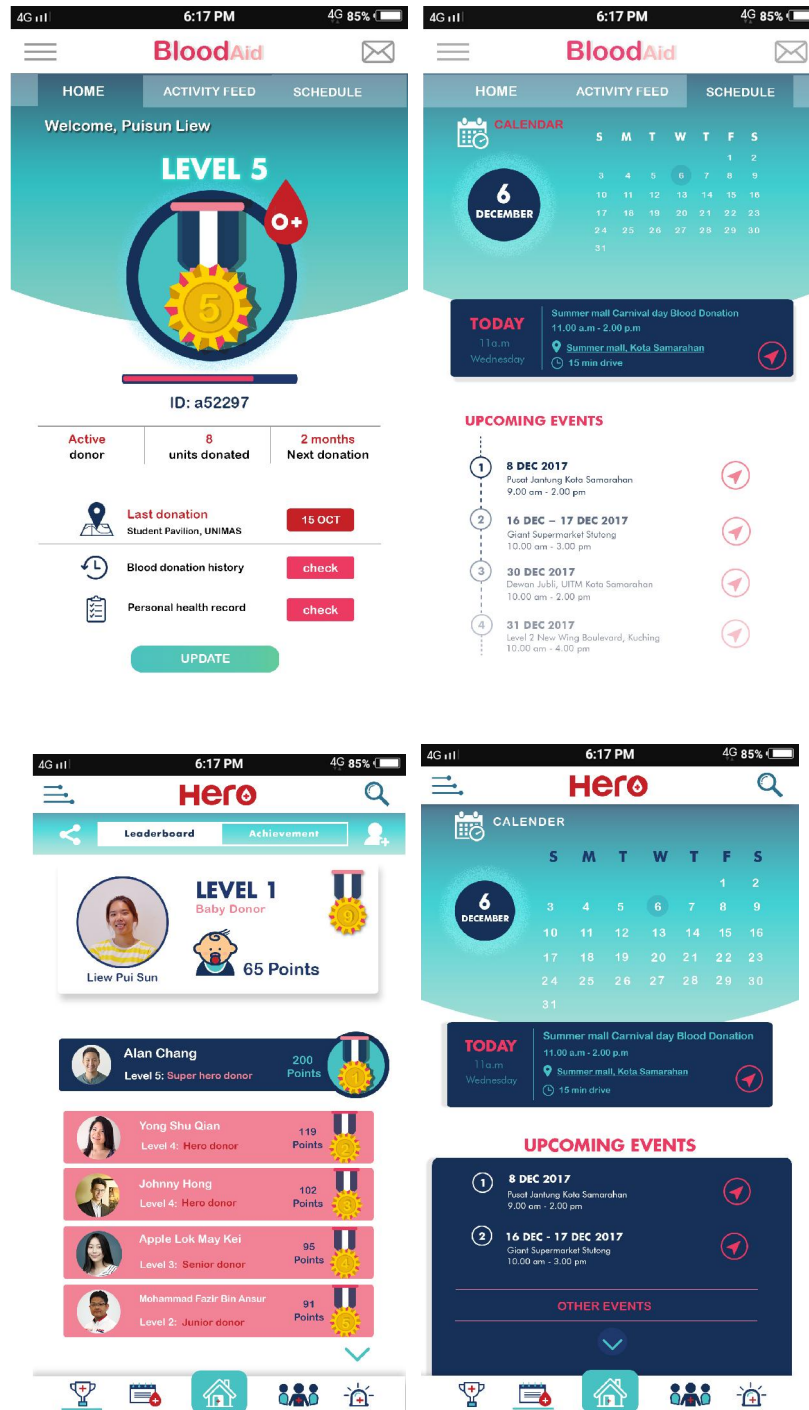 4G 6:17 PM 4G 85%
BloodAid
HOME ACTIVITY FEED SCHEDULE
Welcome, Puisun Liew
LEVEL 5
O+
5
ID: a52297
Active 8 2 months
donor units donated Next donation
Last donation 15 OCT
Student Pavilion, UNIMAS
Blood donation history check
Personal health record check
UPDATE
4G 6:17 PM 4G 85%
BloodAid
HOME ACTIVITY FEED SCHEDULE
CALENDAR
S M T W T F S
1 2
3 4 5 6 7 8 9
10 11 12 13 14 15 16
17 18 19 20 21 22 23
24 25 26 27 28 29 30
31
6
DECEMBER
TODAY
11a.m
Wednesday
Summer mall Carnival day Blood Donation
11.00 a.m - 2.00 p.m
Summer mall, Kota Samarahan
15 min drive
UPCOMING EVENTS
1 8 DEC 2017
Pusat Jantung Kota Samarahan
9.00 am - 2.00 pm
2 16 DEC – 17 DEC 2017
Giant Supermarket Stutong
10.00 am - 3.00 pm
3 30 DEC 2017
Dewan Jubli, UITM Kota Samarahan
10.00 am - 2.00 pm
4 31 DEC 2017
Level 2 New Wing Boulevard, Kuching
10.00 am - 4.00 pm
4G 6:17 PM 4G 85%
Hero
Leaderboard Achievement
LEVEL 1
Baby Donor
9
65 Points
Liew Pui Sun
Alan Chang
Level 5: Super hero donor
200
Points
1
Yong Shu Qian
Level 4: Hero donor
119
Points
2
Johnny Hong
Level 4: Hero donor
102
Points
3
Apple Lok May Kei
Level 3: Senior donor
95
Points
4
Mohammad Fazir Bin Ansur
Level 2: Junior donor
91
Points
5
4G 6:17 PM 4G 85%
Hero
CALENDER
S M T W T F S
1 2
3 4 5 6 7 8 9
10 11 12 13 14 15 16
17 18 19 20 21 22 23
24 25 26 27 28 29 30
31
6
DECEMBER
TODAY
11a.m
Wednesday
Summer mall Carnival day Blood Donation
11.00 a.m - 2.00 p.m
Summer mall, Kota Samarahan
15 min drive
UPCOMING EVENTS
1 8 DEC 2017
Pusat Jantung Kota Samarahan
9.00 am - 2.00 pm
2 16 DEC - 17 DEC 2017
Giant Supermarket Stutong
10.00 am - 3.00 pm
OTHER EVENTS